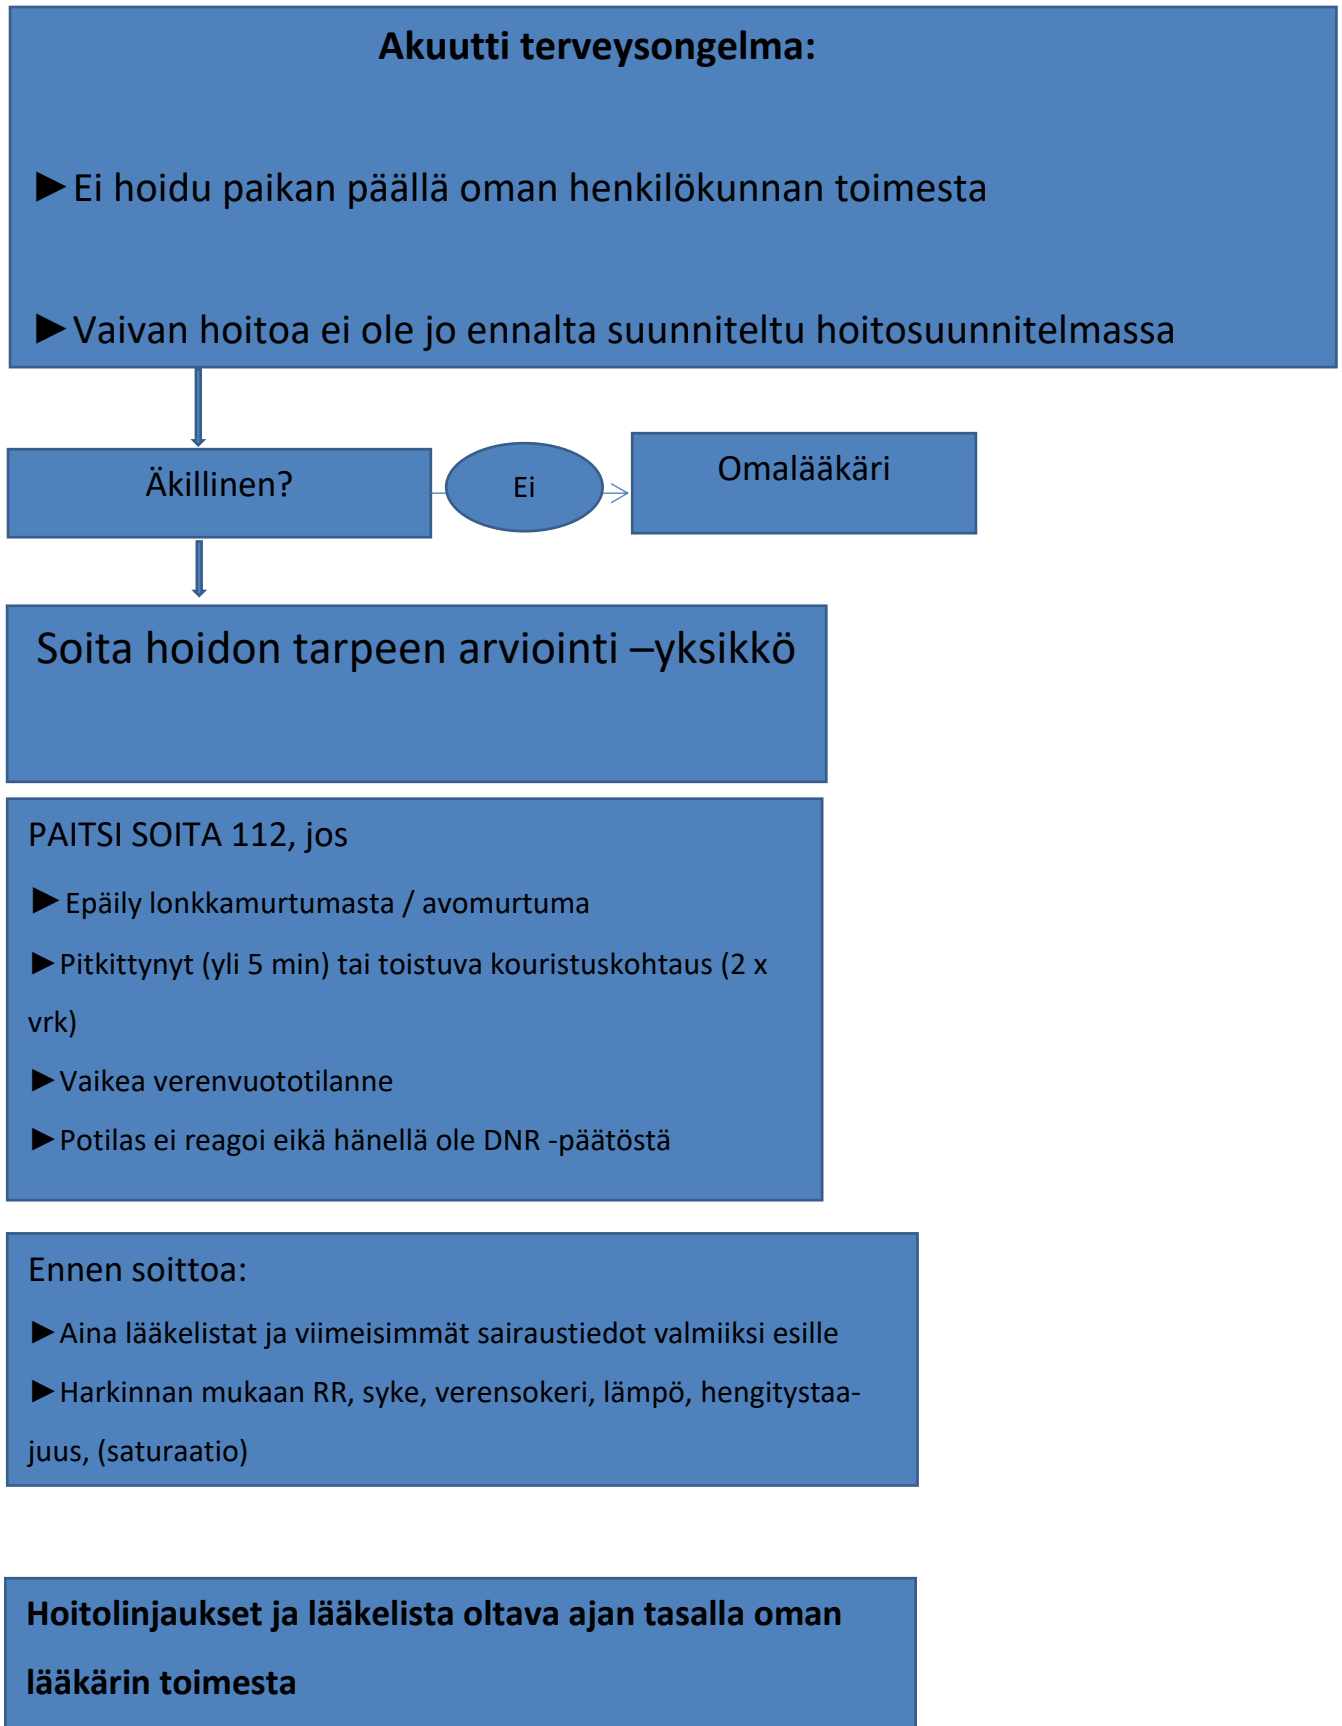 Akuutti terveysongelma:
►Ei hoidu paikan päällä oman henkilökunnan toimesta
►Vaivan hoitoa ei ole jo ennalta suunniteltu hoitosuunnitelmassa
Äkillinen?
Ei
Omalääkäri
Soita hoidon tarpeen arviointi –yksikkö
PAITSI SOITA 112, jos
►Epäily lonkkamurtumasta / avomurtuma
►Pitkittynyt (yli 5 min) tai toistuva kouristuskohtaus (2 x
vrk)
►Vaikea verenvuototilanne
►Potilas ei reagoi eikä hänellä ole DNR -päätöstä
Ennen soittoa:
►Aina lääkelistat ja viimeisimmät sairaustiedot valmiiksi esille
►Harkinnan mukaan RR, syke, verensokeri, lämpö, hengitystaa-
juus, (saturaatio)
Hoitolinjaukset ja lääkelista oltava ajan tasalla oman
lääkärin toimesta